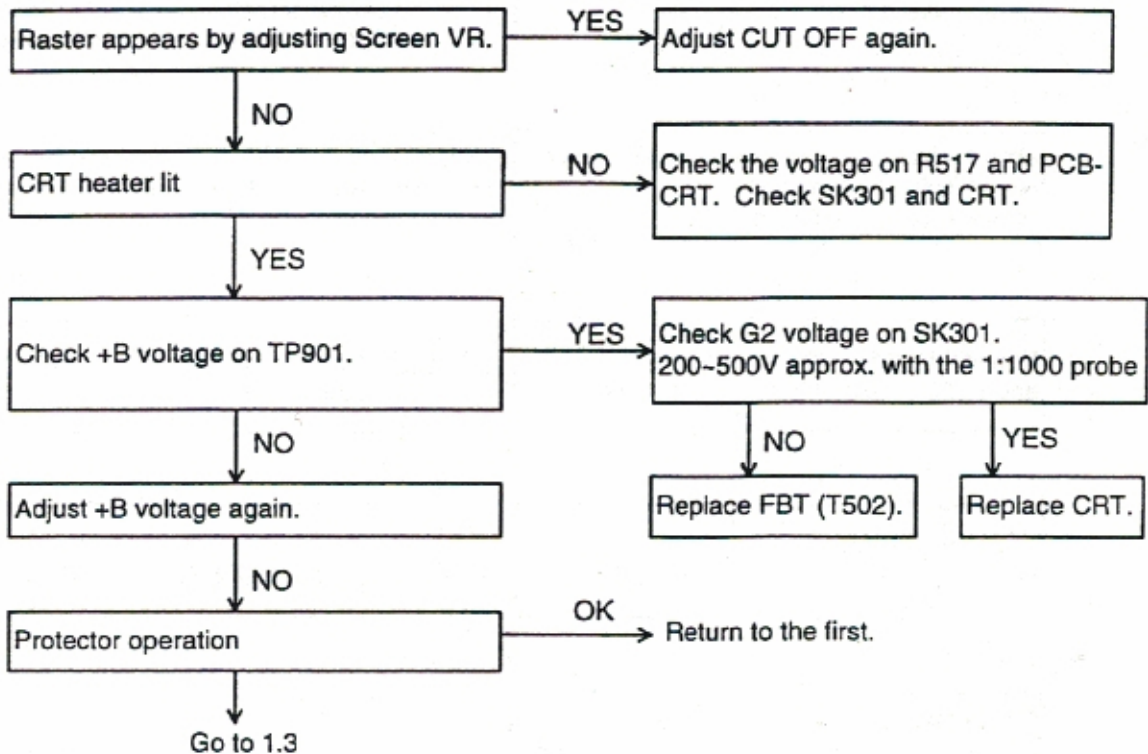 Raster appears by adjusting Screen VR.
YES
Adjust CUT OFF again.
NO
CRT heater lit
NO
Check the voltage on R517 and PCB-
CRT. Check SK301 and CRT.
YES
Check +B voltage on TP901.
YES
Check G2 voltage on SK301.
200~500V approx. with the 1:1000 probe
NO
YES
NO
Replace FBT (T502).
Replace CRT.
Adjust +B voltage again.
NO
Protector operation
OK
Return to the first.
Go to 1.3